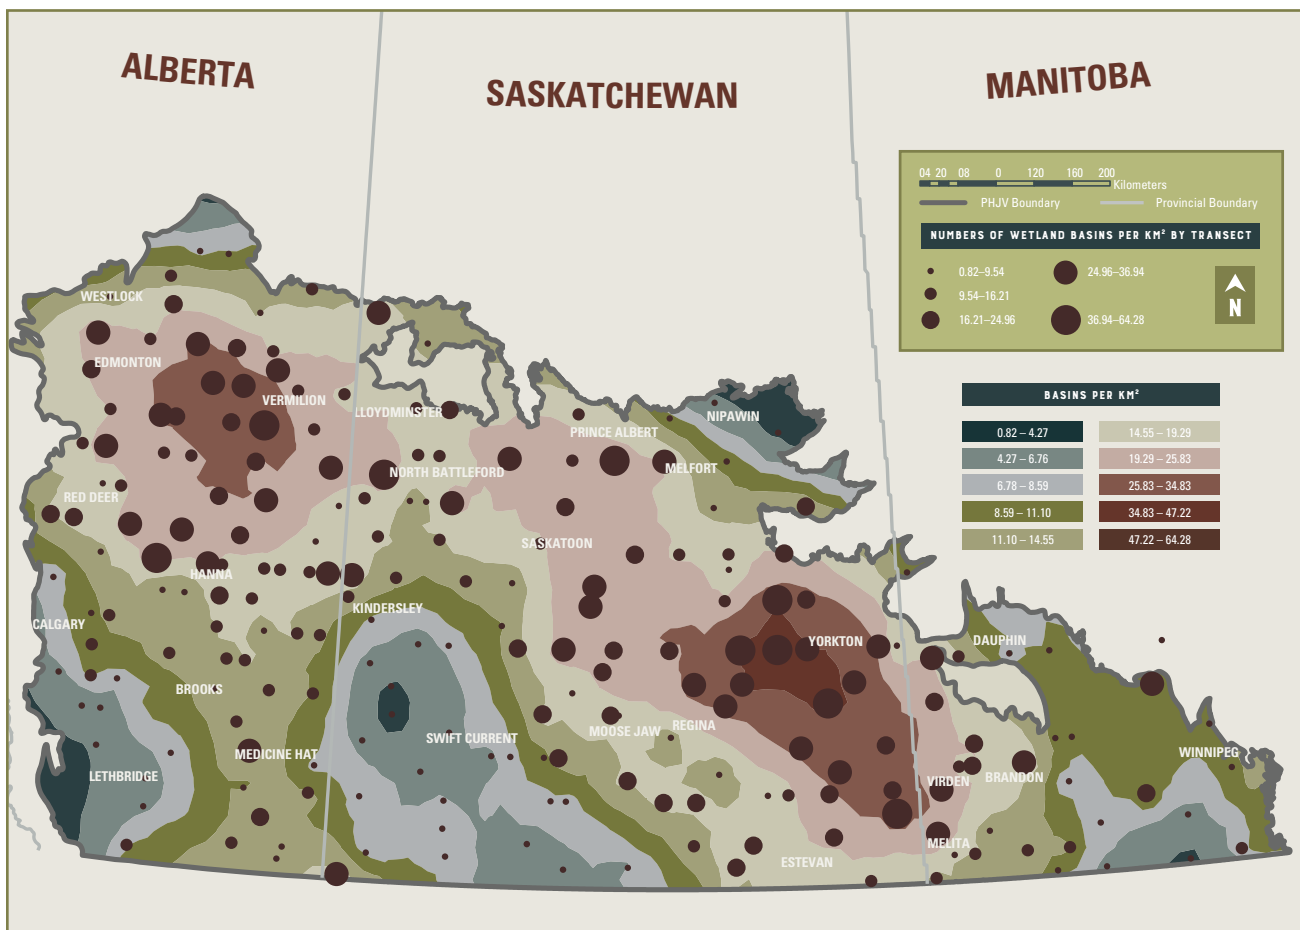 ALBERTA
SASKATCHEWAN
MANITOBA
04 20 08 0 120 160 200
Kilometers
PHJV Boundary Provincial Boundary
NUMBERS OF WETLAND BASINS PER KM² BY TRANSECT
0.82–9.54 24.96–36.94
9.54–16.21
16.21–24.96 36.94–64.28
N
BASINS PER KM²
0.82 – 4.27 14.55 – 19.29
4.27 – 6.76 19.29 – 25.83
6.78 – 8.59 25.83 – 34.83
8.59 – 11.10 34.83 – 47.22
11.10 – 14.55 47.22 – 64.28
WESTLOCK
EDMONTON
VERMILION
LLOYDMINSTER
NIPAWIN
PRINCE ALBERT
NORTH BATTLEFORD
MELFORT
RED DEER
SASKATOON
HANNA
KINDERSLEY
CALGARY
YORKTON
DAUPHIN
BROOKS
MOOSE JAW
REGINA
SWIFT CURRENT
MEDICINE HAT
WINNIPEG
LETHBRIDGE
VIRDEN
BRANDON
MELITA
ESTEVAN